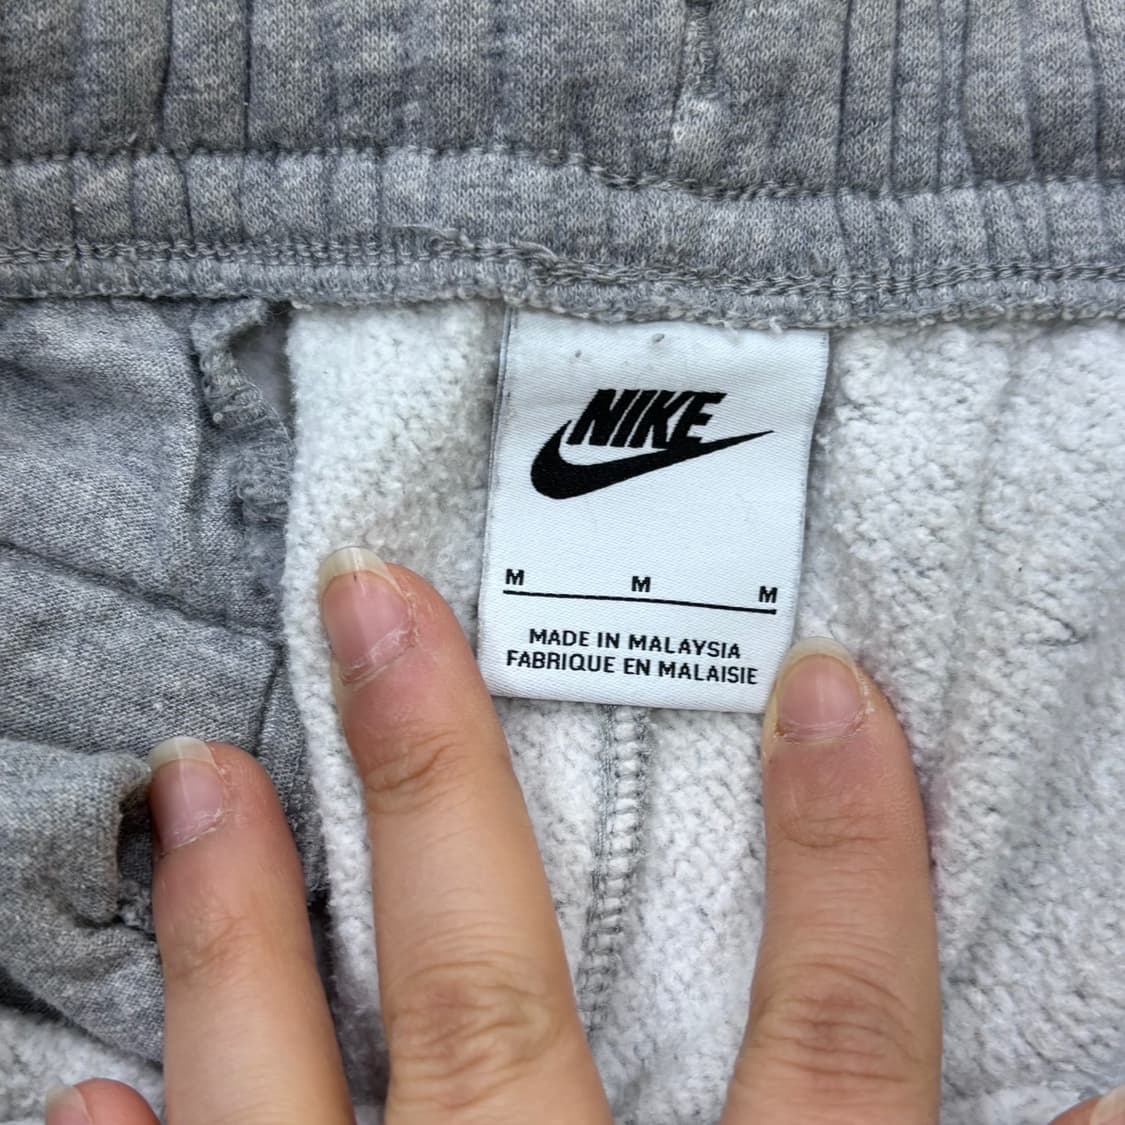 NIKE
M M M
MADE IN MALAYSIA
FABRIQUE EN MALAISIE